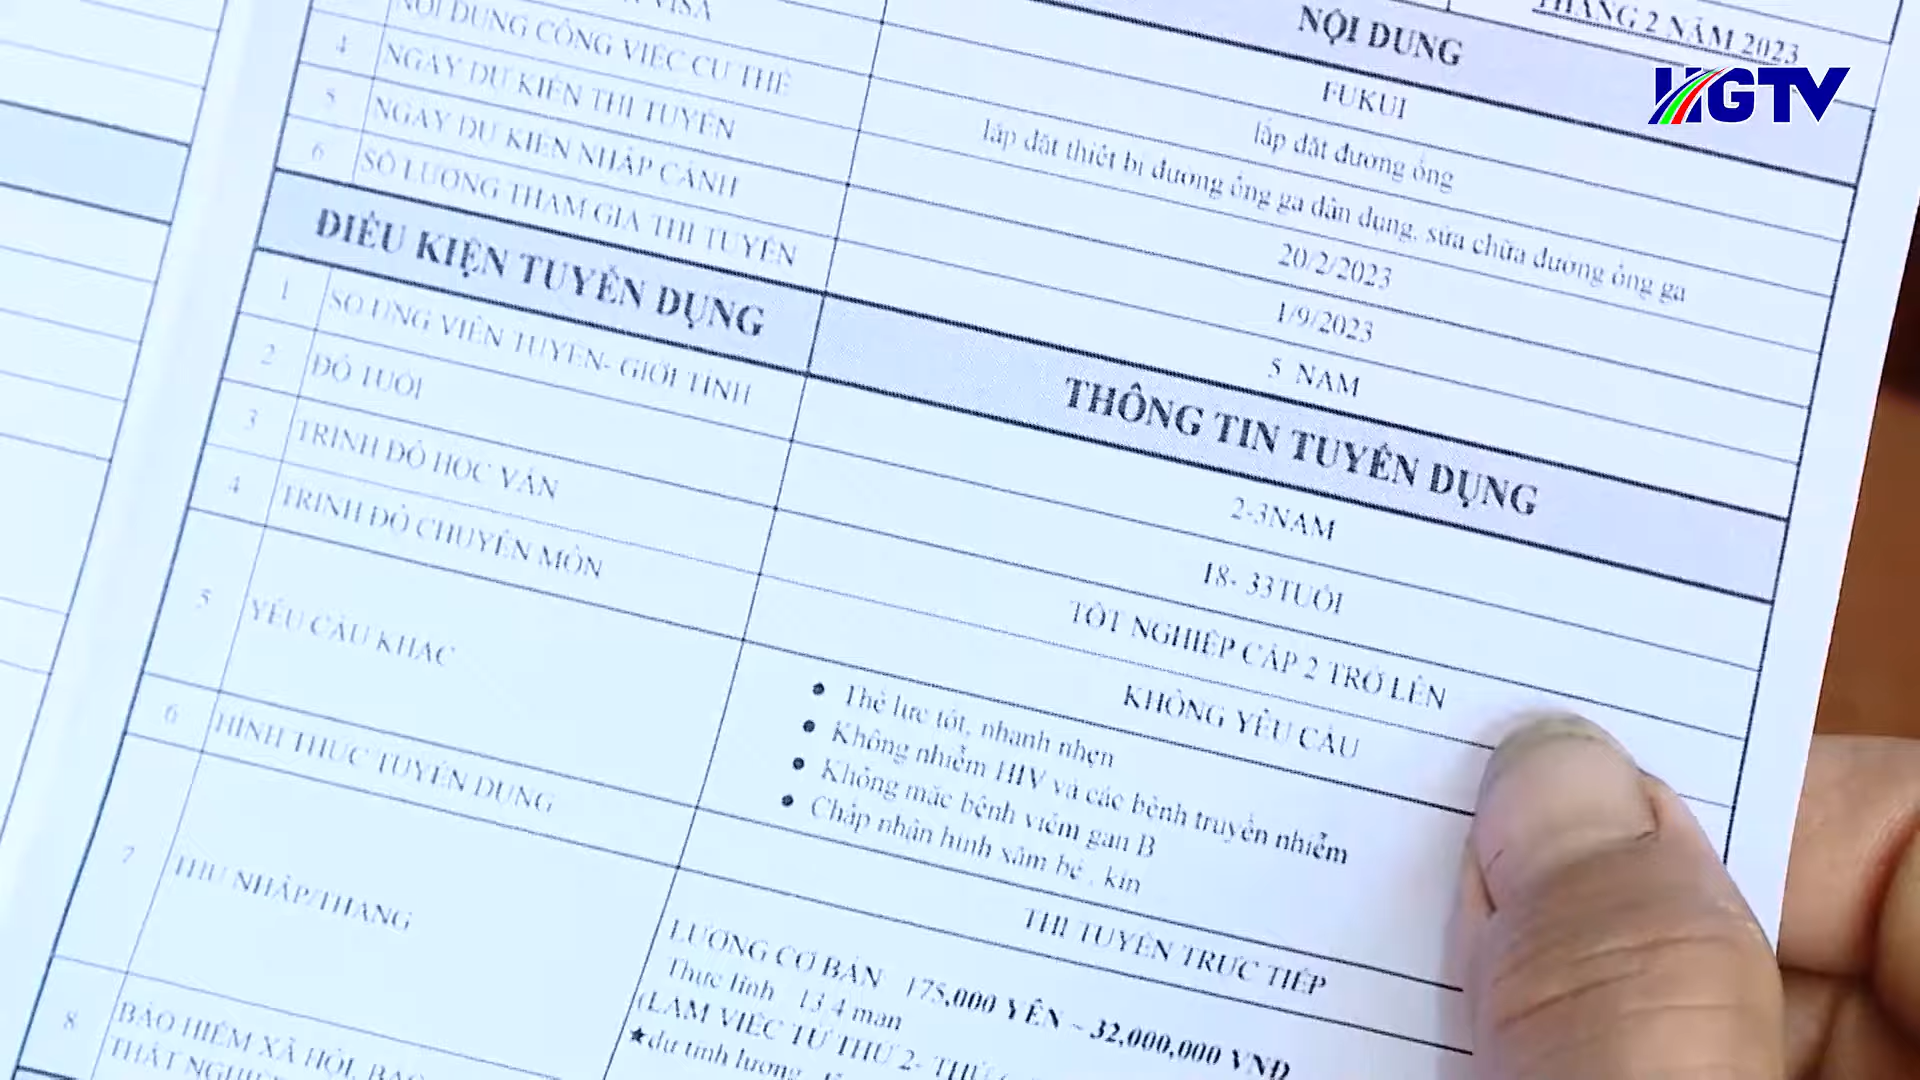 THÁNG 2 NĂM 2023
HGTV
NỘI DUNG
VISA
FUKUI
NỘI DUNG CÔNG VIỆC CỤ THỂ
lắp đặt đường ống
lắp đặt thiết bị đường ống ga dân dụng, sửa chữa đường ống ga
4 NGÀY DỰ KIẾN THI TUYỂN
20/2/2023
5 NGÀY DỰ KIẾN NHẬP CẢNH
1/9/2023
6 SỐ LƯỢNG THAM GIA THI TUYỂN
5 NAM
ĐIỀU KIỆN TUYỂN DỤNG
THÔNG TIN TUYỂN DỤNG
1 SỐ ỨNG VIÊN TUYỂN- GIỚI TÍNH
2-3NAM
2 ĐỘ TUỔI
18- 33TUỔI
3 TRÌNH ĐỘ HỌC VẤN
TỐT NGHIỆP CẤP 2 TRỞ LÊN
4 TRÌNH ĐỘ CHUYÊN MÔN
KHÔNG YÊU CẦU
5 YÊU CẦU KHÁC
● Thể lực tốt, nhanh nhẹn
● Không nhiễm HIV và các bệnh truyền nhiễm
● Không mắc bệnh viêm gan B
● Chấp nhận hình xăm bé , kín
6 HÌNH THỨC TUYỂN DỤNG
THI TUYỂN TRỰC TIẾP
7 THU NHẬP/THÁNG
LƯƠNG CƠ BẢN 175,000 YÊN ~ 32,000,000 VNĐ
Thực lĩnh 13.4 man
(LÀM VIỆC TỪ THỨ 2- THỨ
★dự tính lương
8 BẢO HIỂM XÃ HỘI, BẢO
THẤT NGHIỆP